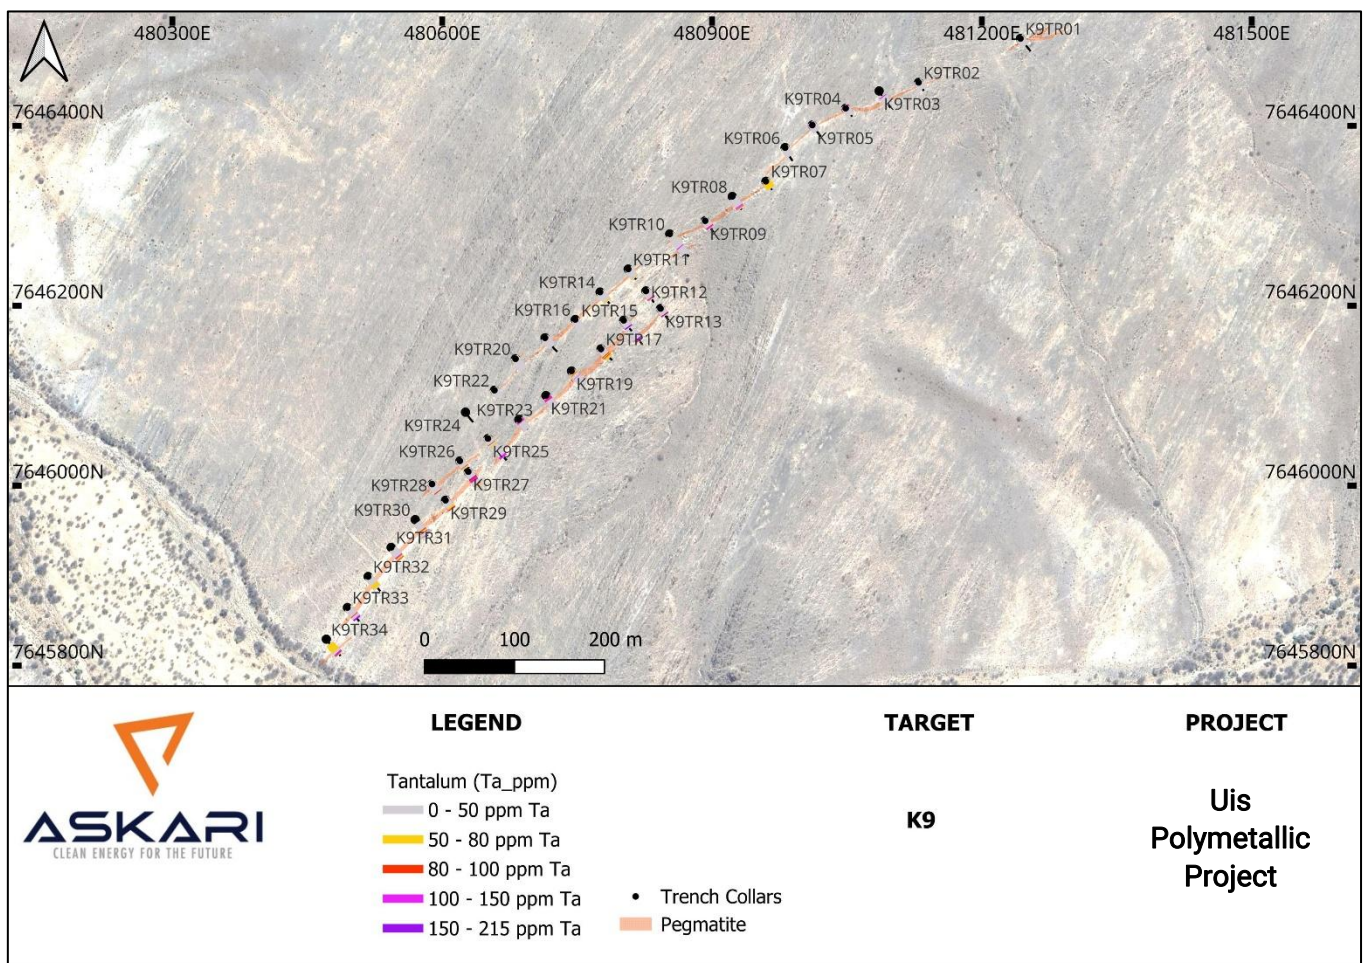 480300E 480600E 480900E 481200E 481500E
K9TR01
K9TR02
7646400N K9TR04 K9TR03 7646400N
K9TR06 K9TR05
K9TR07
K9TR08
K9TR10 K9TR09
K9TR11
K9TR14 K9TR12
7646200N K9TR16 K9TR15 K9TR13 7646200N
K9TR20 K9TR17
K9TR22 K9TR19
K9TR24 K9TR23 K9TR21
K9TR26 K9TR25
7646000N K9TR28 K9TR27 7646000N
K9TR30 K9TR29
K9TR31
K9TR32
K9TR33
K9TR34
7645800N 0 100 200 m 7645800N
LEGEND
Tantalum (Ta_ppm)
0 - 50 ppm Ta
50 - 80 ppm Ta
80 - 100 ppm Ta
100 - 150 ppm Ta
150 - 215 ppm Ta
Trench Collars
Pegmatite
TARGET
K9
PROJECT
Uis
Polymetallic
Project
ASKARI
CLEAN ENERGY FOR THE FUTURE